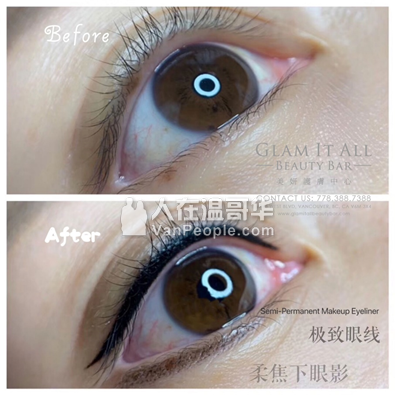 Before
GLAM IT ALL
BEAUTY BAR
CONTACT US: 778.388.7388
人在温哥华
VanPeople.com
After
Semi-Permanent Makeup Eyeliner
极致眼线
柔焦下眼影